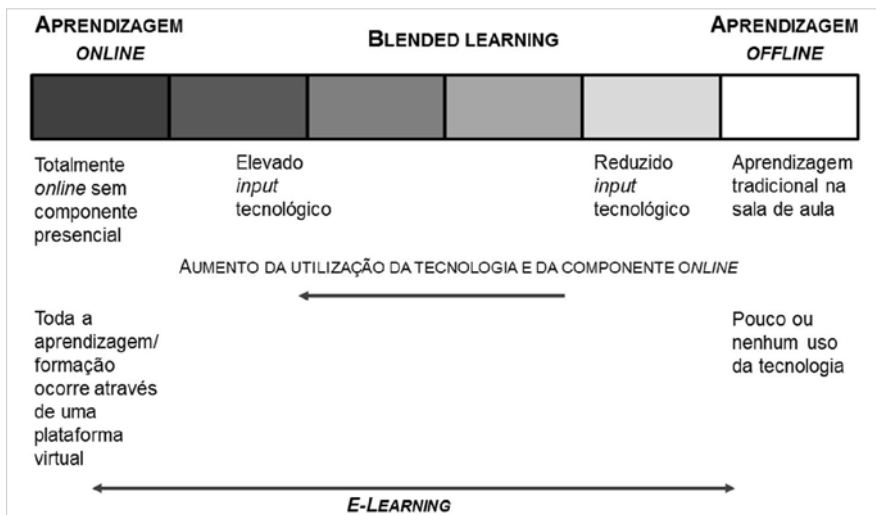 APRENDIZAGEM
ONLINE
BLENDED LEARNING
APRENDIZAGEM
OFFLINE
Totalmente
online sem
componente
presencial
Elevado
input
tecnológico
Reduzido
input
tecnológico
Aprendizagem
tradicional na
sala de aula
AUMENTO DA UTILIZAÇÃO DA TECNOLOGIA E DA COMPONENTE ONLINE
Toda a
aprendizagem/
formação
ocorre através
de uma
plataforma
virtual
Pouco ou
nenhum uso
da tecnologia
E-LEARNING